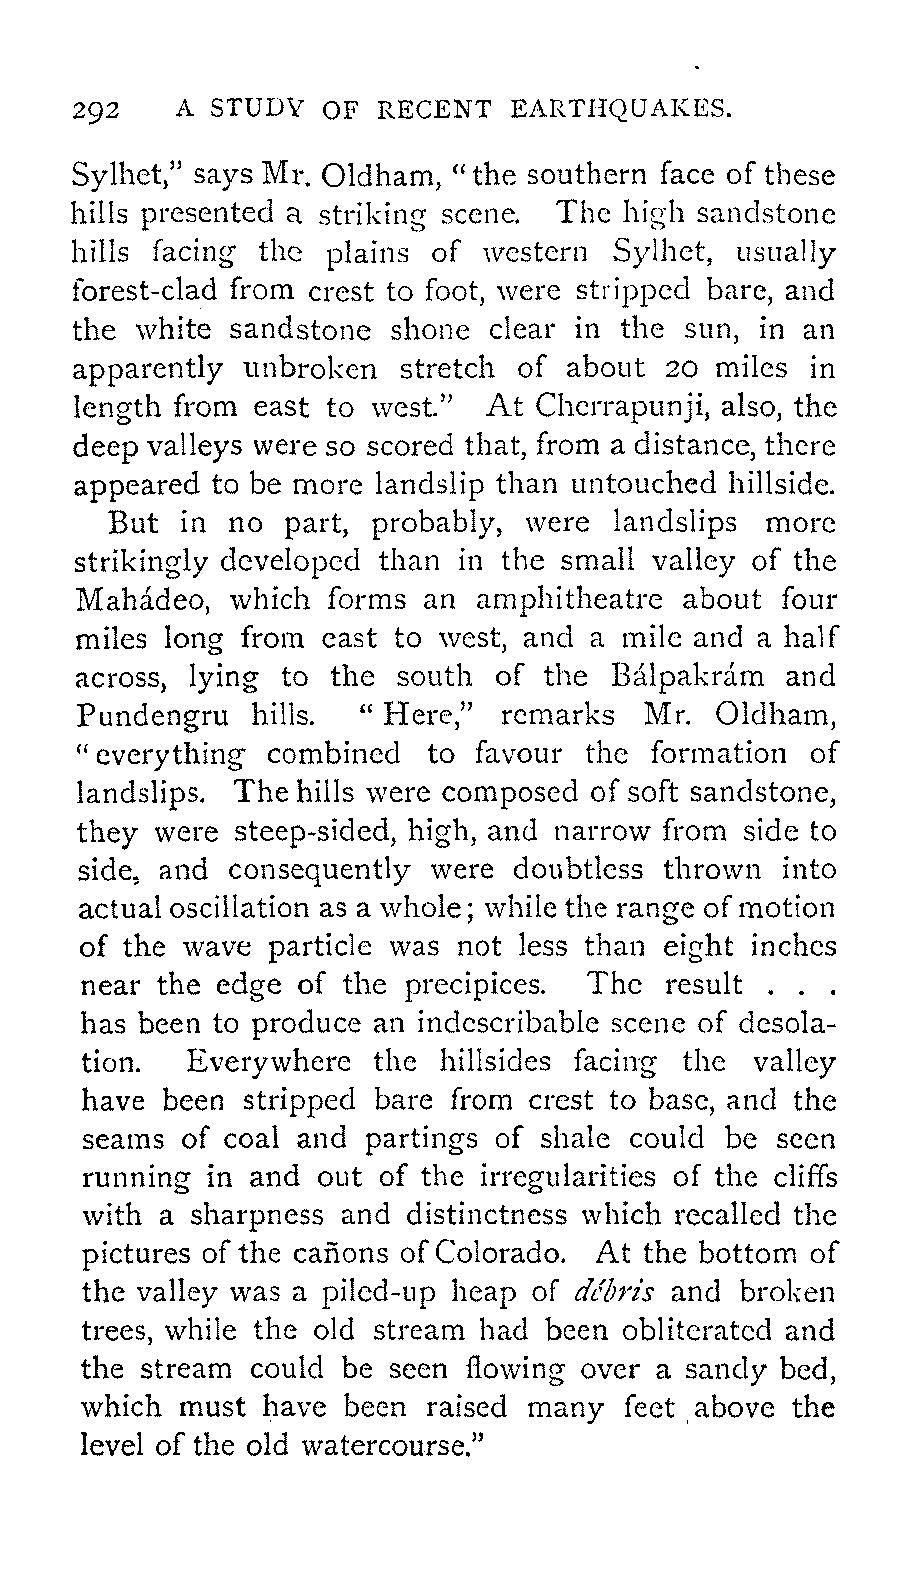 292 A STUDY OF RECENT EARTHQUAKES.
Sylhet,” says Mr. Oldham, “the southern face of these
hills presented a striking scene. The high sandstone
hills facing the plains of western Sylhet, usually
forest-clad from crest to foot, were stripped bare, and
the white sandstone shone clear in the sun, in an
apparently unbroken stretch of about 20 miles in
length from east to west.” At Cherrapunji, also, the
deep valleys were so scored that, from a distance, there
appeared to be more landslip than untouched hillside.
But in no part, probably, were landslips more
strikingly developed than in the small valley of the
Mahádeo, which forms an amphitheatre about four
miles long from east to west, and a mile and a half
across, lying to the south of the Bálpakrám and
Pundengru hills. “Here,” remarks Mr. Oldham,
“everything combined to favour the formation of
landslips. The hills were composed of soft sandstone,
they were steep-sided, high, and narrow from side to
side, and consequently were doubtless thrown into
actual oscillation as a whole; while the range of motion
of the wave particle was not less than eight inches
near the edge of the precipices. The result . . .
has been to produce an indescribable scene of desola-
tion. Everywhere the hillsides facing the valley
have been stripped bare from crest to base, and the
seams of coal and partings of shale could be seen
running in and out of the irregularities of the cliffs
with a sharpness and distinctness which recalled the
pictures of the cañons of Colorado. At the bottom of
the valley was a piled-up heap of débris and broken
trees, while the old stream had been obliterated and
the stream could be seen flowing over a sandy bed,
which must have been raised many feet above the
level of the old watercourse.”